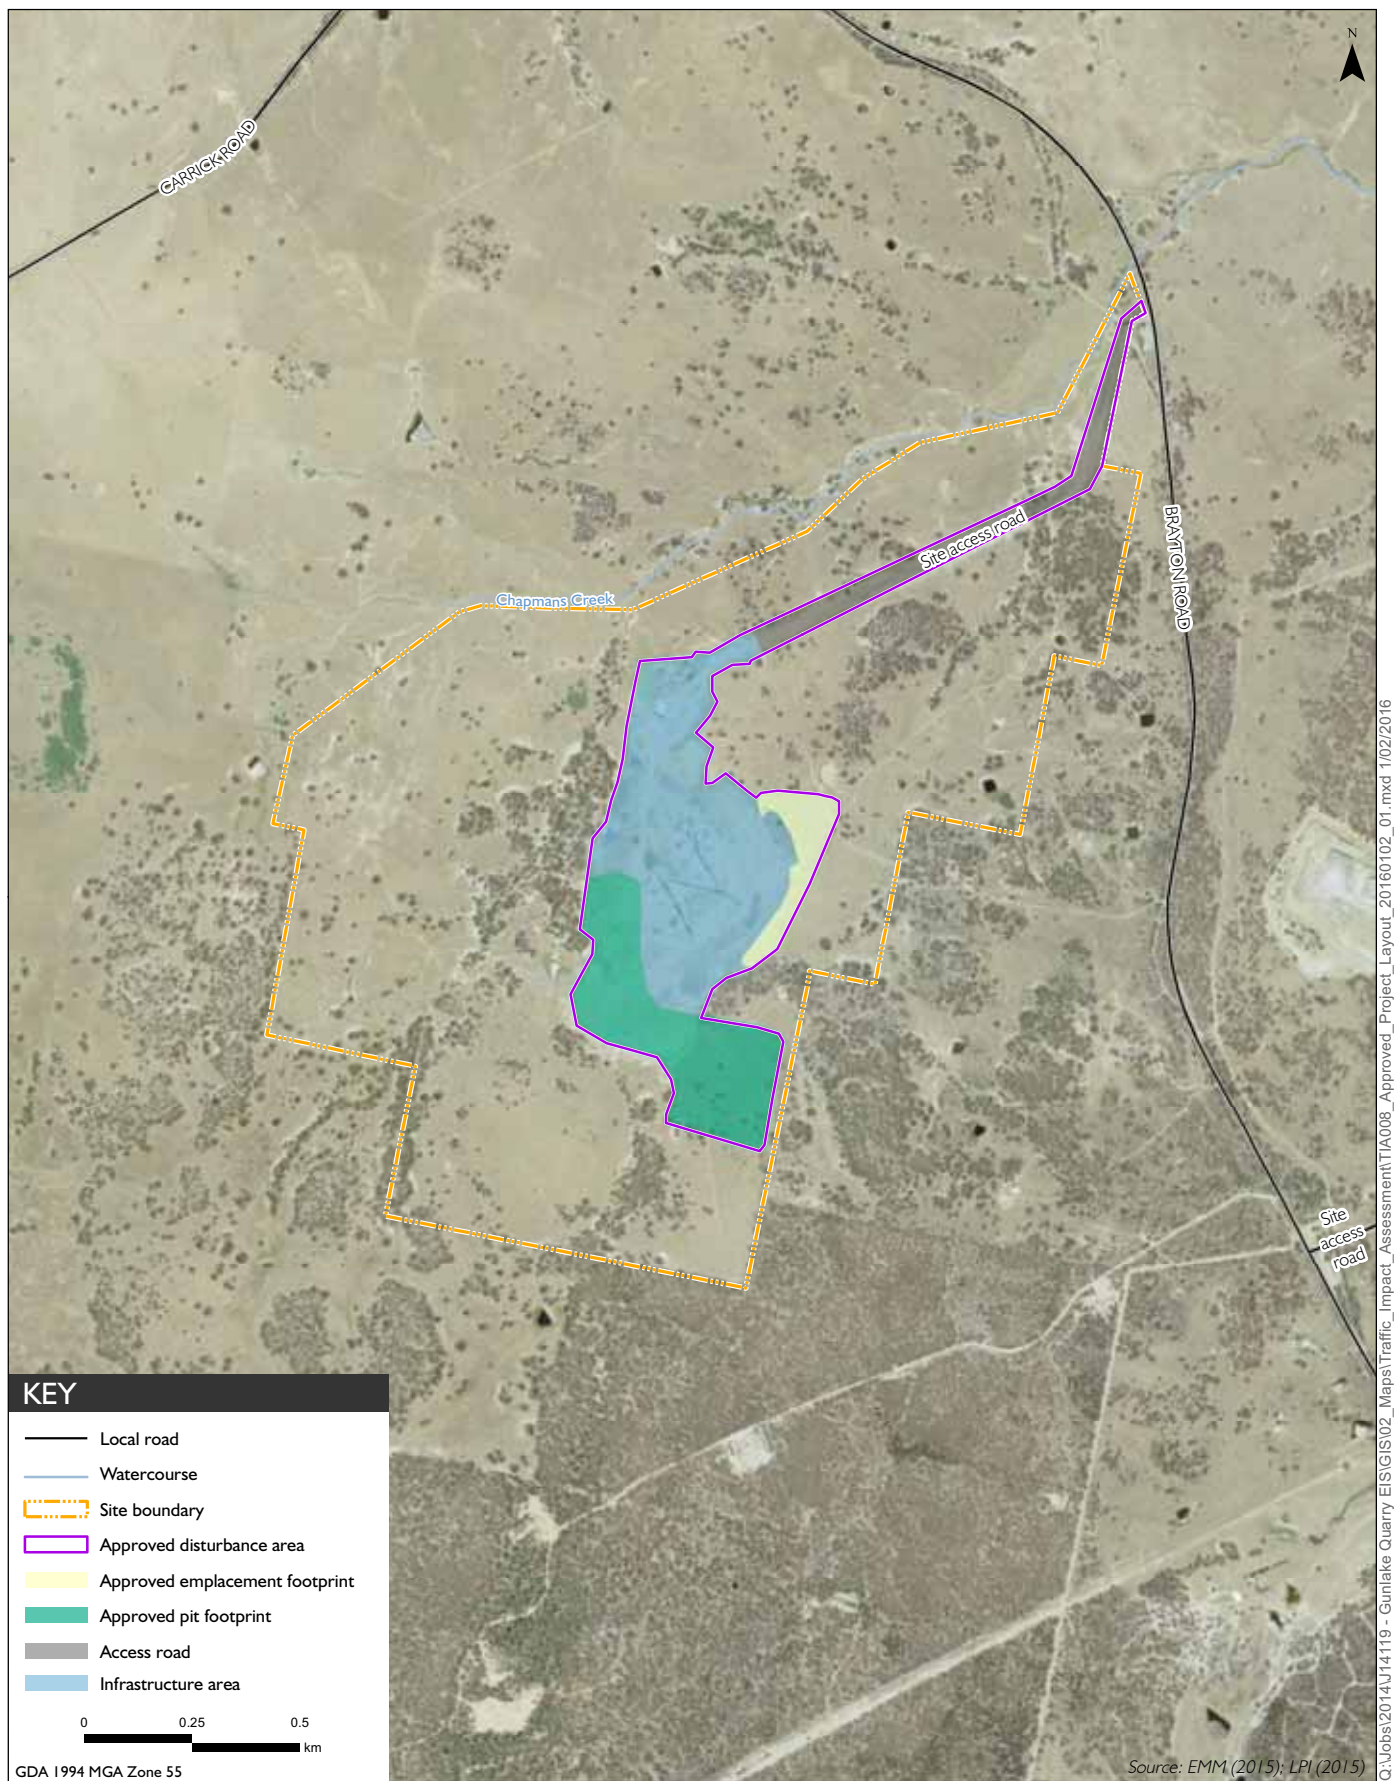 N
CARRICK ROAD
Site access road
BRAYTON ROAD
Chapmans Creek
Site
access
road
KEY
Local road
Watercourse
Site boundary
Approved disturbance area
Approved emplacement footprint
Approved pit footprint
Access road
Infrastructure area
0 0.25 0.5
km
GDA 1994 MGA Zone 55
Source: EMM (2015); LPI (2015)
Q:\Jobs\2014\J14119 - Gunlake Quarry EIS\GIS\02_Maps\Traffic_Impact_Assessment\TIA008_Approved_Project_Layout_20160102_01.mxd 1/02/2016